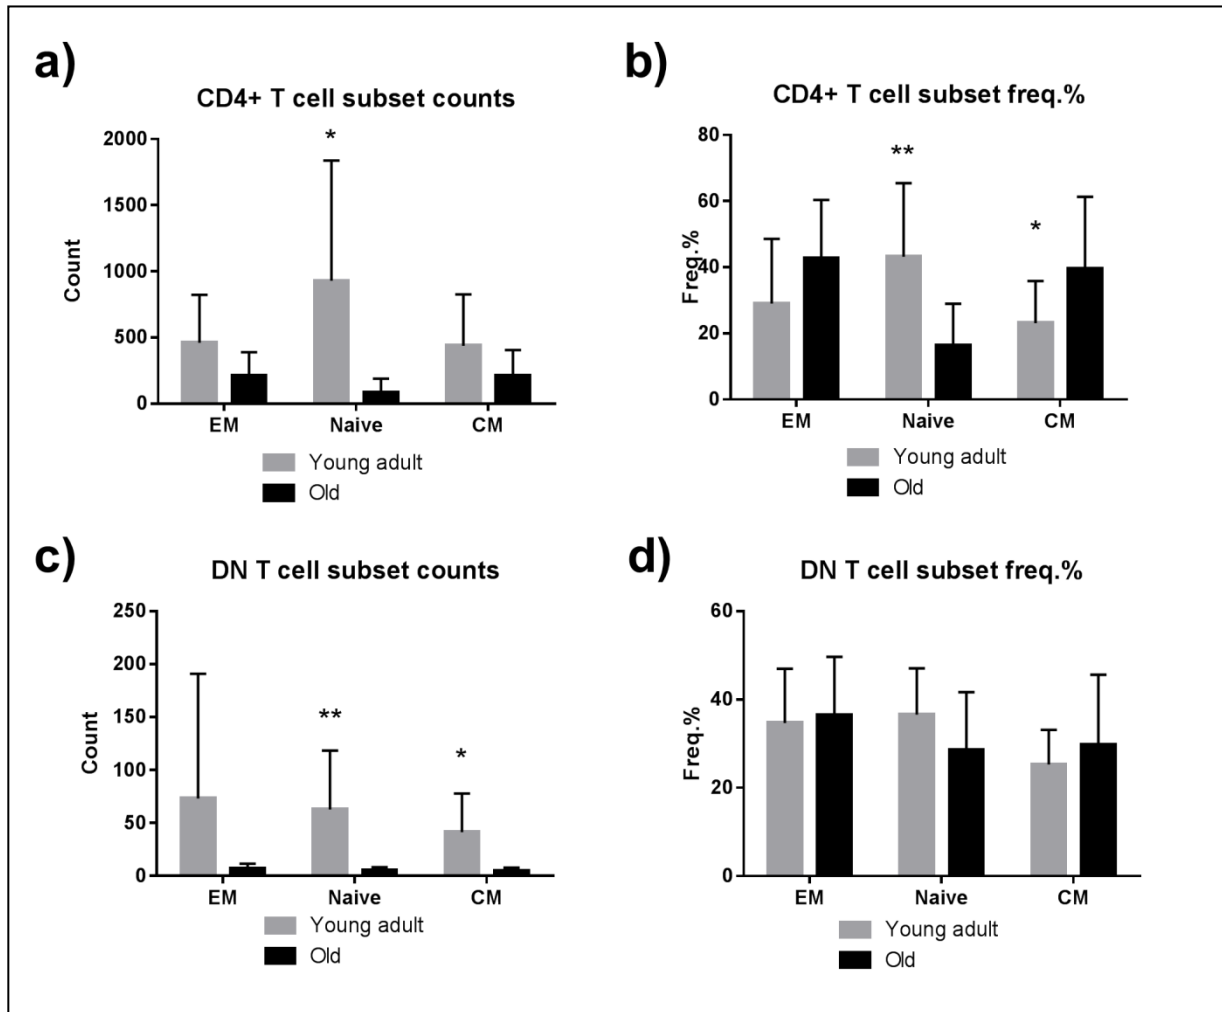 a)
CD4+ T cell subset counts
*
2000
1500
1000
500
0
Count
EM Naive CM
Young adult
Old
b)
CD4+ T cell subset freq.%
**
*
80
60
40
20
0
Freq.%
EM Naive CM
Young adult
Old
c)
DN T cell subset counts
**
*
250
200
150
100
50
0
Count
EM Naive CM
Young adult
Old
d)
DN T cell subset freq.%
60
40
20
0
Freq.%
EM Naive CM
Young adult
Old